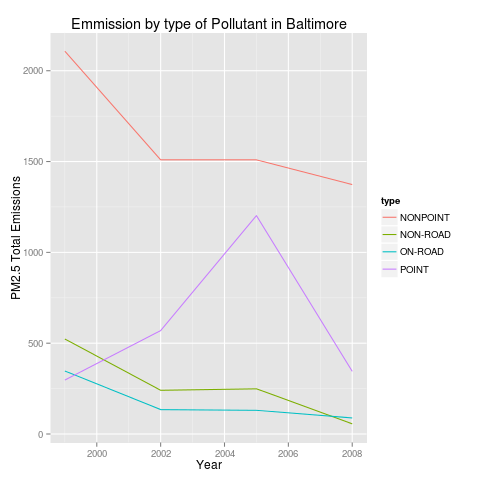 Emmission by type of Pollutant in Baltimore
PM2.5 Total Emissions
2000
1500
1000
500
0
2000 2002 2004 2006 2008
Year
type
NONPOINT
NON-ROAD
ON-ROAD
POINT